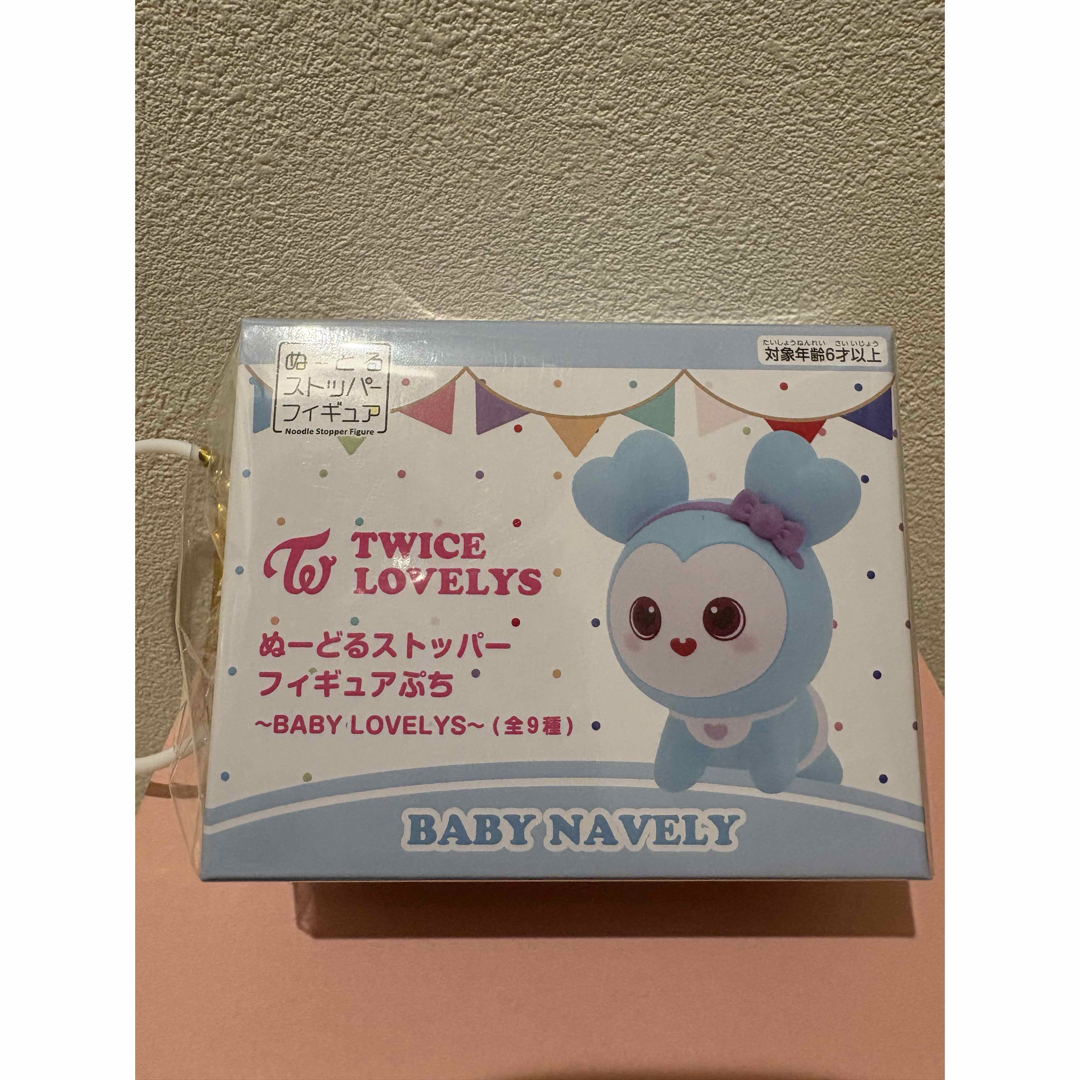 ぬーどる
ストッパー
フィギュア
Noodle Stopper Figure
たいしょうねんれい さいいじょう
対象年齢6才以上
TWICE
LOVELYS
ぬーどるストッパー
フィギュアぷち
~BABY LOVELYS~(全9種)
BABY NAVELY